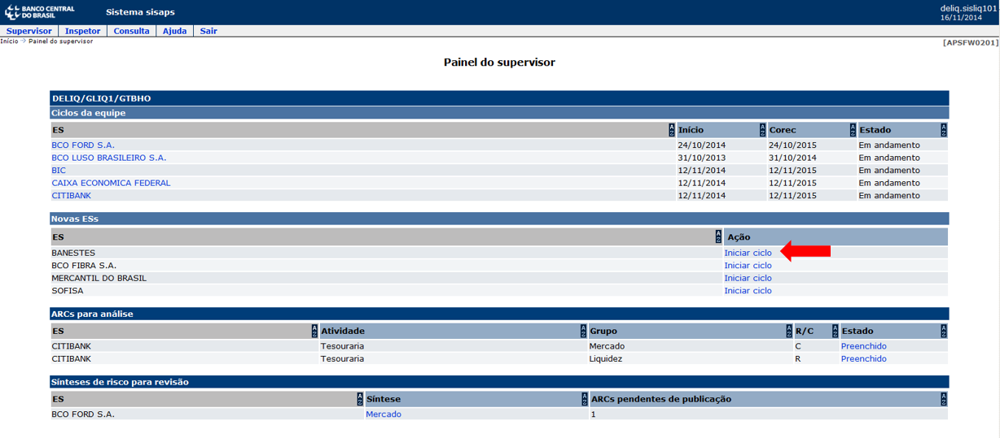 BANCO CENTRAL
DO BRASIL
Sistema sisaps
deliq.sisliq101
16/11/2014
Supervisor Inspetor Consulta Ajuda Sair
Início → Painel do supervisor
[APSFW0201]
Painel do supervisor
DELIQ/GLIQ1/GTBHO
Ciclos da equipe
ES Início Corec Estado
BCO FORD S.A. 24/10/2014 24/10/2015 Em andamento
BCO LUSO BRASILEIRO S.A. 31/10/2013 31/10/2014 Em andamento
BIC 12/11/2014 12/11/2015 Em andamento
CAIXA ECONOMICA FEDERAL 12/11/2014 12/11/2015 Em andamento
CITIBANK 12/11/2014 12/11/2015 Em andamento
Novas ESs
ES Ação
BANESTES Iniciar ciclo
BCO FIBRA S.A. Iniciar ciclo
MERCANTIL DO BRASIL Iniciar ciclo
SOFISA Iniciar ciclo
ARCs para análise
ES Atividade Grupo R/C Estado
CITIBANK Tesouraria Mercado C Preenchido
CITIBANK Tesouraria Liquidez R Preenchido
Sínteses de risco para revisão
ES Síntese ARCs pendentes de publicação
BCO FORD S.A. Mercado 1